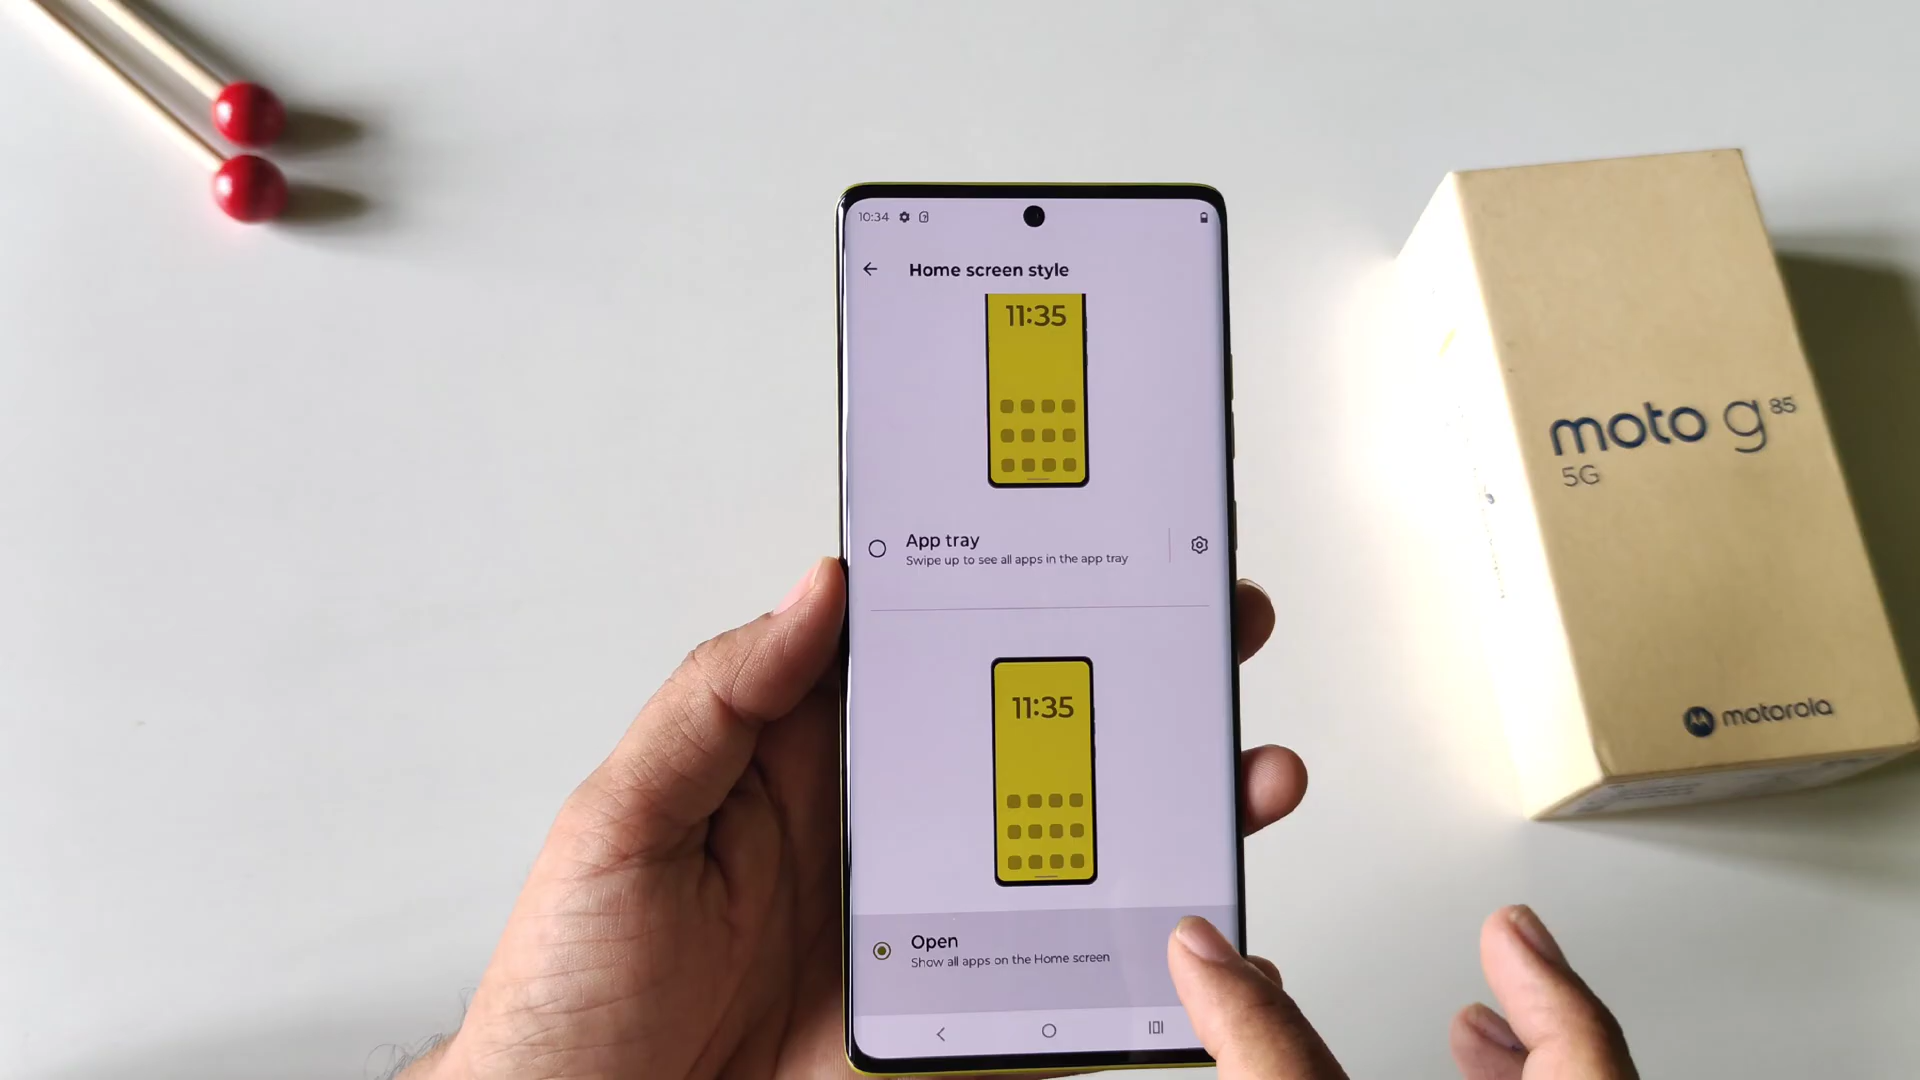 10:34
Home screen style
11:35
App tray
Swipe up to see all apps in the app tray
11:35
Open
Show all apps on the Home screen
moto g 85
5G
motorola